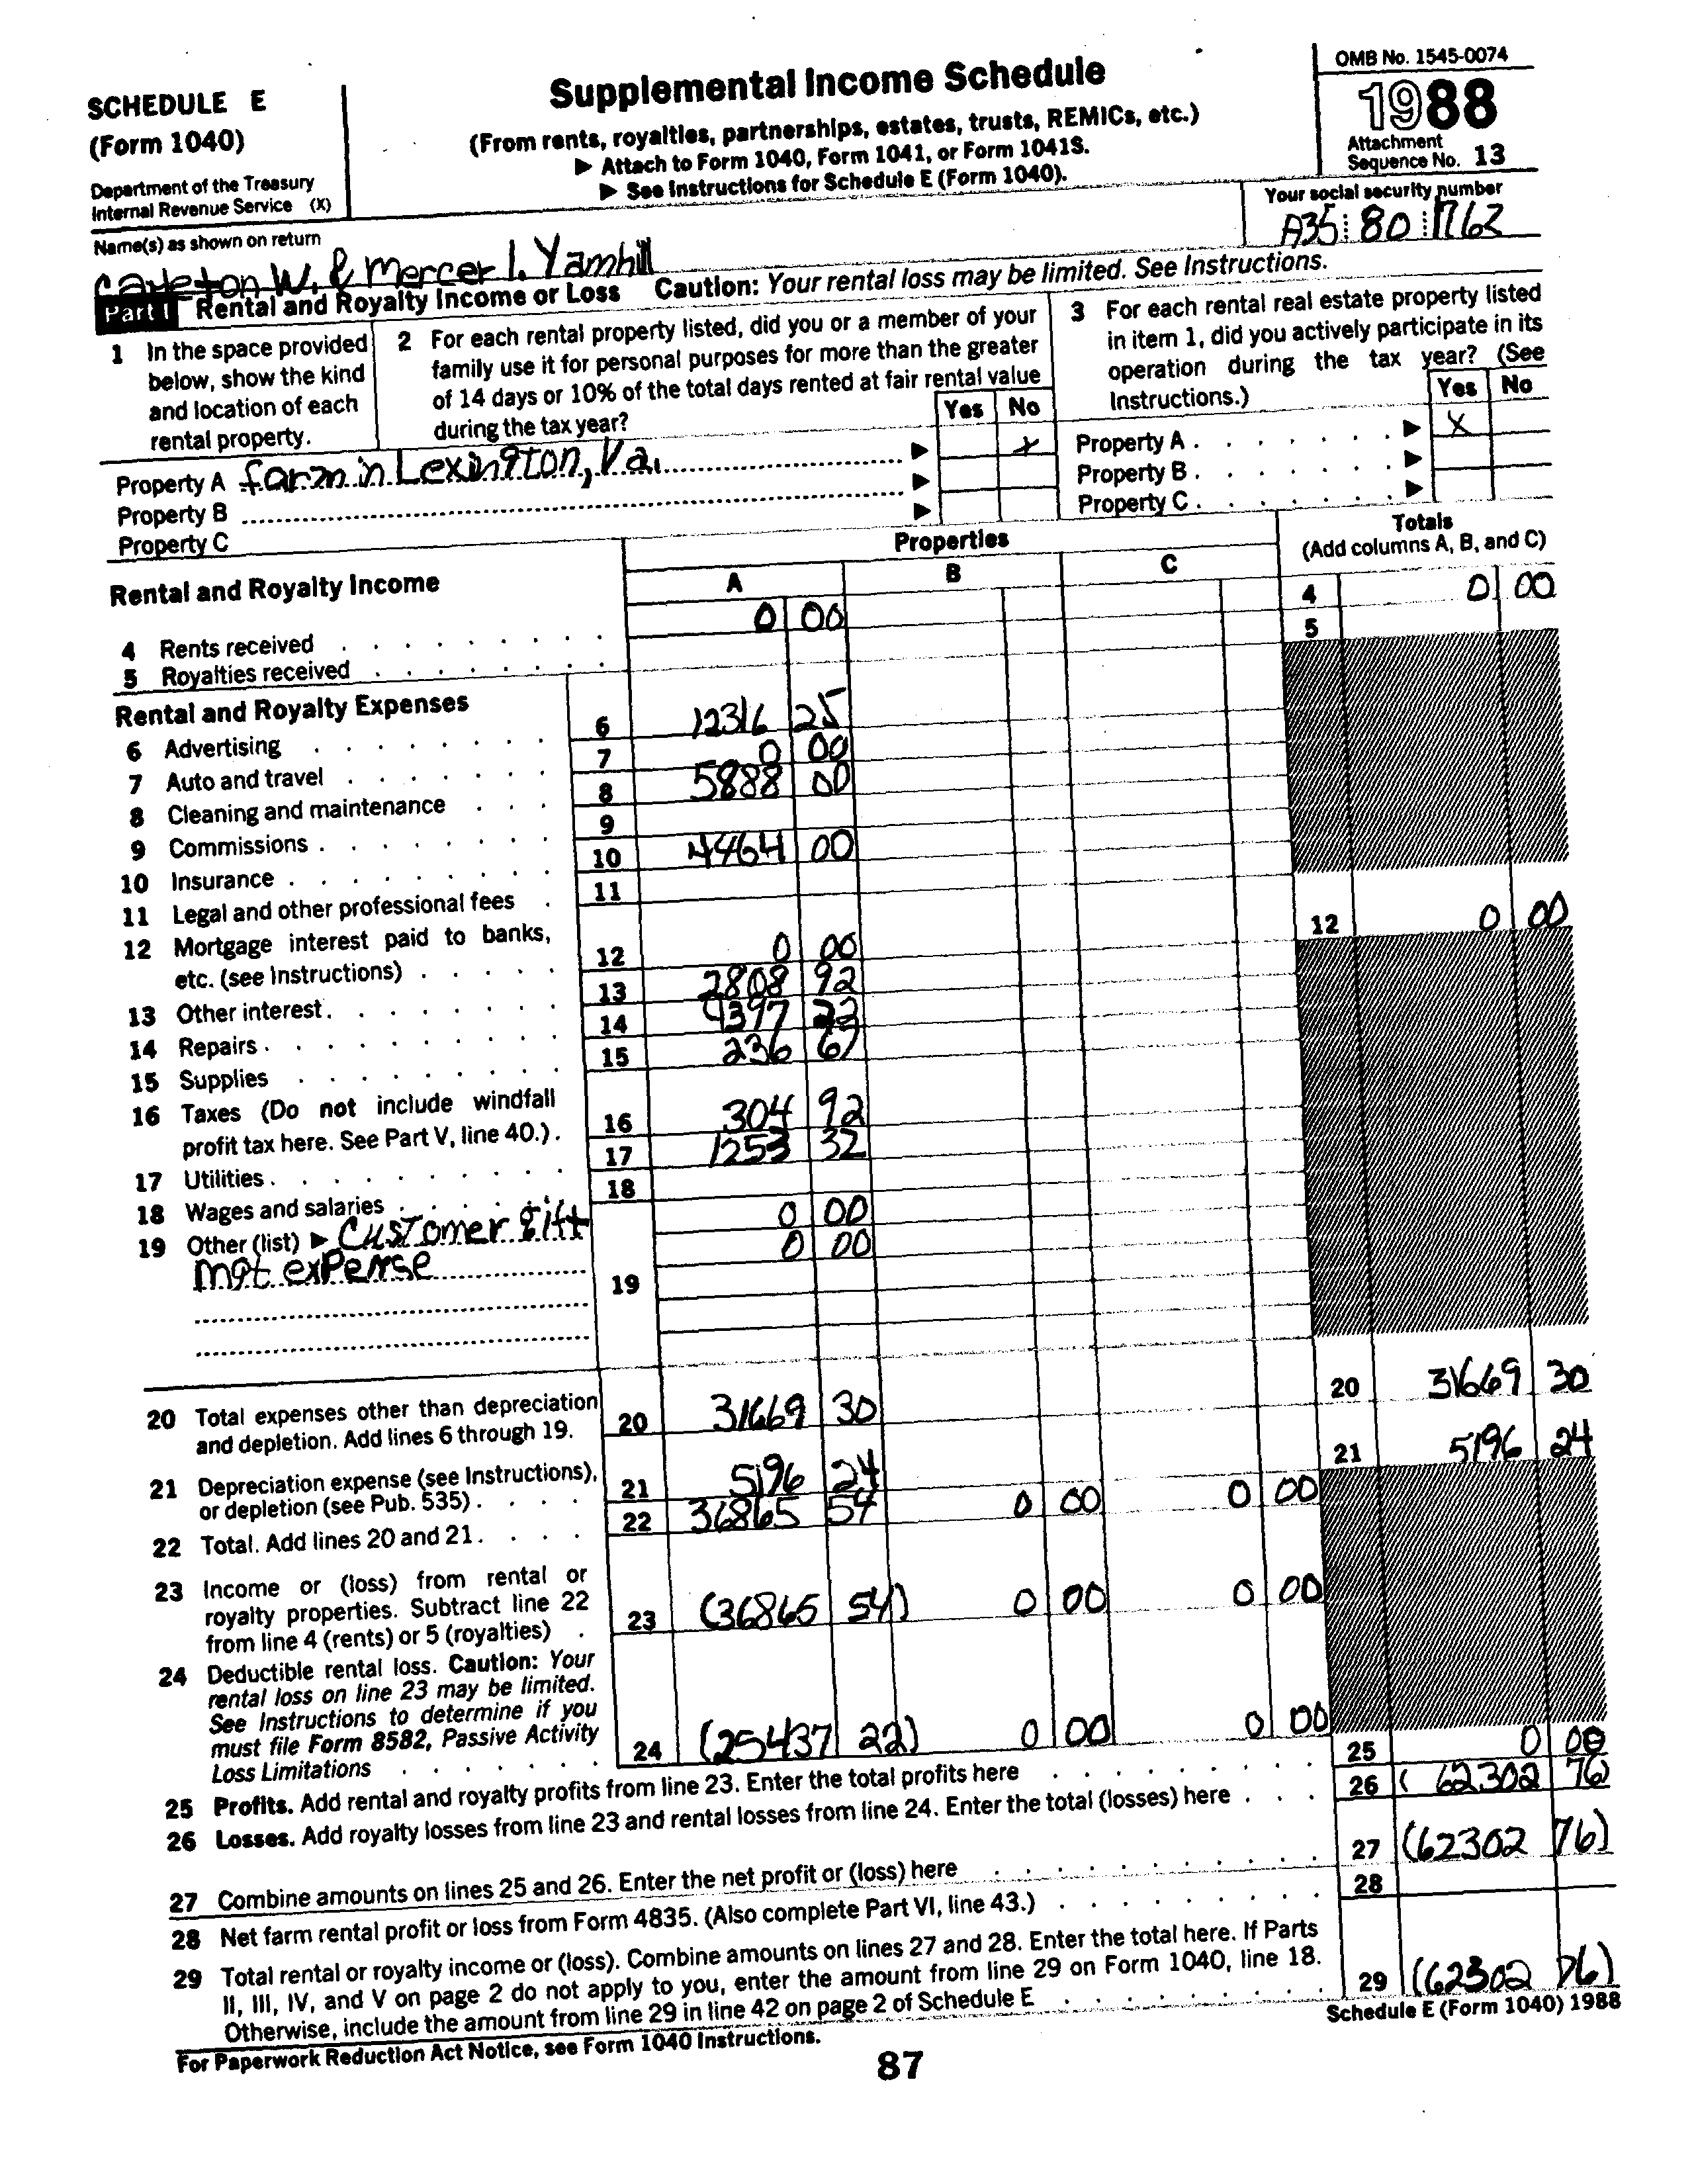 SCHEDULE E
(Form 1040)
Department of the Treasury
Internal Revenue Service (X)
Supplemental Income Schedule
(From rents, royalties, partnerships, estates, trusts, REMICs, etc.)
▶ Attach to Form 1040, Form 1041, or Form 1041S.
▶ See Instructions for Schedule E (Form 1040).
OMB No. 1545-0074
1988
Attachment
Sequence No. 13
Name(s) as shown on return
Carleton W. & Mercer I. Yamhill
Your social security number
A35 80 1762
Part I Rental and Royalty Income or Loss Caution: Your rental loss may be limited. See Instructions.
1 In the space provided
below, show the kind
and location of each
rental property.
2 For each rental property listed, did you or a member of your
family use it for personal purposes for more than the greater
of 14 days or 10% of the total days rented at fair rental value
during the tax year?
Yes No
3 For each rental real estate property listed
in item 1, did you actively participate in its
operation during the tax year? (See
Instructions.)
Yes No
Property A farm in Lexington, Va. ▶ X
Property B ▶
Property C ▶
Property A ▶ X
Property B ▶
Property C ▶
Rental and Royalty Income
Properties
A B C
Totals
(Add columns A, B, and C)
4 Rents received 0 00 4 0 00
5 Royalties received 5
Rental and Royalty Expenses
6 Advertising 6 12316 25
7 Auto and travel 7 0 00
8 Cleaning and maintenance 8 5888 00
9 Commissions 9
10 Insurance 10 4464 00
11 Legal and other professional fees 11
12 Mortgage interest paid to banks,
etc. (see Instructions) 12 0 00 12 0 00
13 Other interest 13 2808 92
14 Repairs 14 4397 22
15 Supplies 15 236 67
16 Taxes (Do not include windfall
profit tax here. See Part V, line 40.) 16 304 92
17 Utilities 17 1253 32
18 Wages and salaries 18
19 Other (list) ▶ Customer gift 0 00
mgt expense 0 00
19
20 Total expenses other than depreciation
and depletion. Add lines 6 through 19. 20 31669 30 20 31669 30
21 Depreciation expense (see Instructions),
or depletion (see Pub. 535) 21 5196 24 21 5196 24
22 Total. Add lines 20 and 21 22 36865 54 0 00 0 00
23 Income or (loss) from rental or
royalty properties. Subtract line 22
from line 4 (rents) or 5 (royalties) 23 (36865 54) 0 00 0 00
24 Deductible rental loss. Caution: Your
rental loss on line 23 may be limited.
See Instructions to determine if you
must file Form 8582, Passive Activity
Loss Limitations 24 (25437 22) 0 00 0 00
25 Profits. Add rental and royalty profits from line 23. Enter the total profits here 25 0 00
26 Losses. Add royalty losses from line 23 and rental losses from line 24. Enter the total (losses) here 26 ( 62302 76)
27 Combine amounts on lines 25 and 26. Enter the net profit or (loss) here 27 (62302 76)
28 Net farm rental profit or loss from Form 4835. (Also complete Part VI, line 43.) 28
29 Total rental or royalty income or (loss). Combine amounts on lines 27 and 28. Enter the total here. If Parts
II, III, IV, and V on page 2 do not apply to you, enter the amount from line 29 on Form 1040, line 18.
Otherwise, include the amount from line 29 in line 42 on page 2 of Schedule E 29 (62302 76)
For Paperwork Reduction Act Notice, see Form 1040 Instructions.
Schedule E (Form 1040) 1988
87